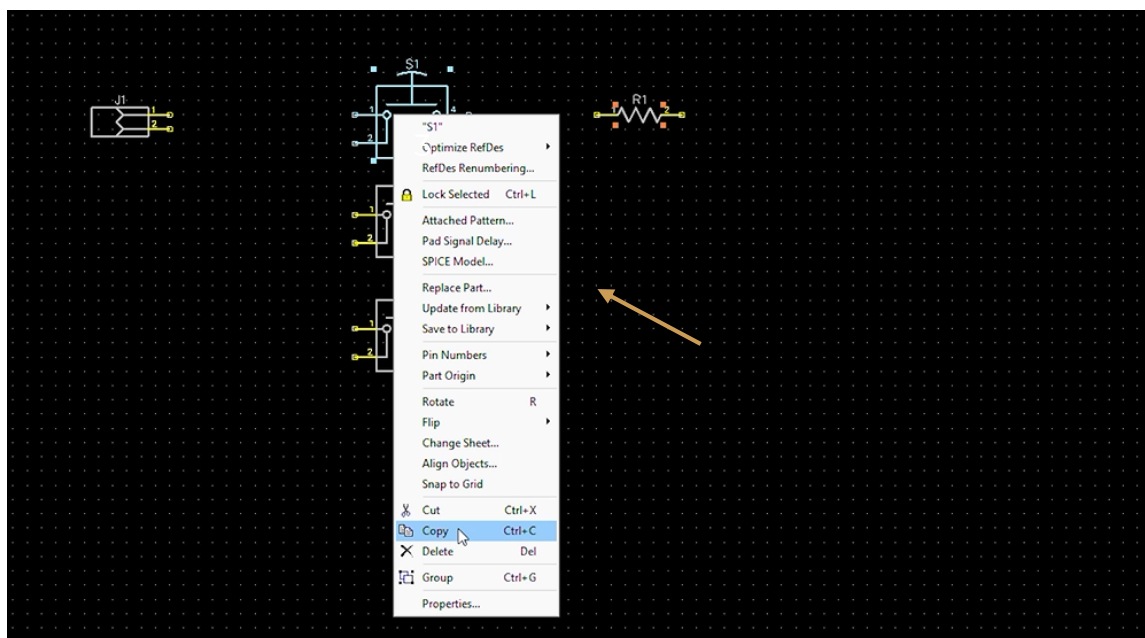 S1
J1
1
2
1
4
2
R1
1
2
1
2
1
2
"S1"
Optimize RefDes
RefDes Renumbering...
Lock Selected Ctrl+L
Attached Pattern...
Pad Signal Delay...
SPICE Model...
Replace Part...
Update from Library
Save to Library
Pin Numbers
Part Origin
Rotate R
Flip
Change Sheet...
Align Objects...
Snap to Grid
Cut Ctrl+X
Copy Ctrl+C
Delete Del
Group Ctrl+G
Properties...